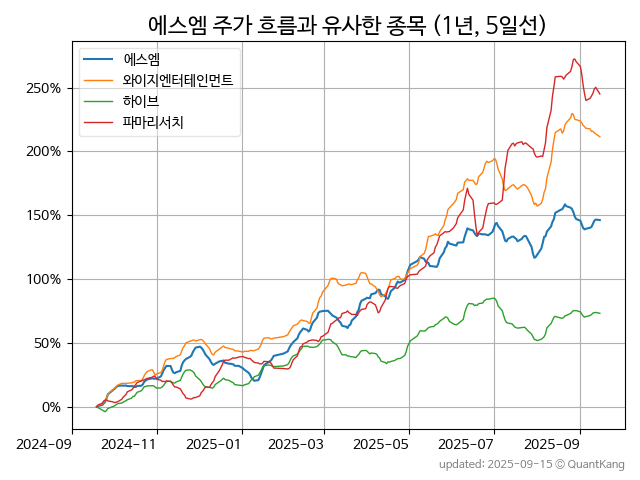 에스엠 주가 흐름과 유사한 종목 (1년, 5일선)
에스엠
와이지엔터테인먼트
하이브
파마리서치
250%
200%
150%
100%
50%
0%
2024-09 2024-11 2025-01 2025-03 2025-05 2025-07 2025-09
updated: 2025-09-15 © QuantKang